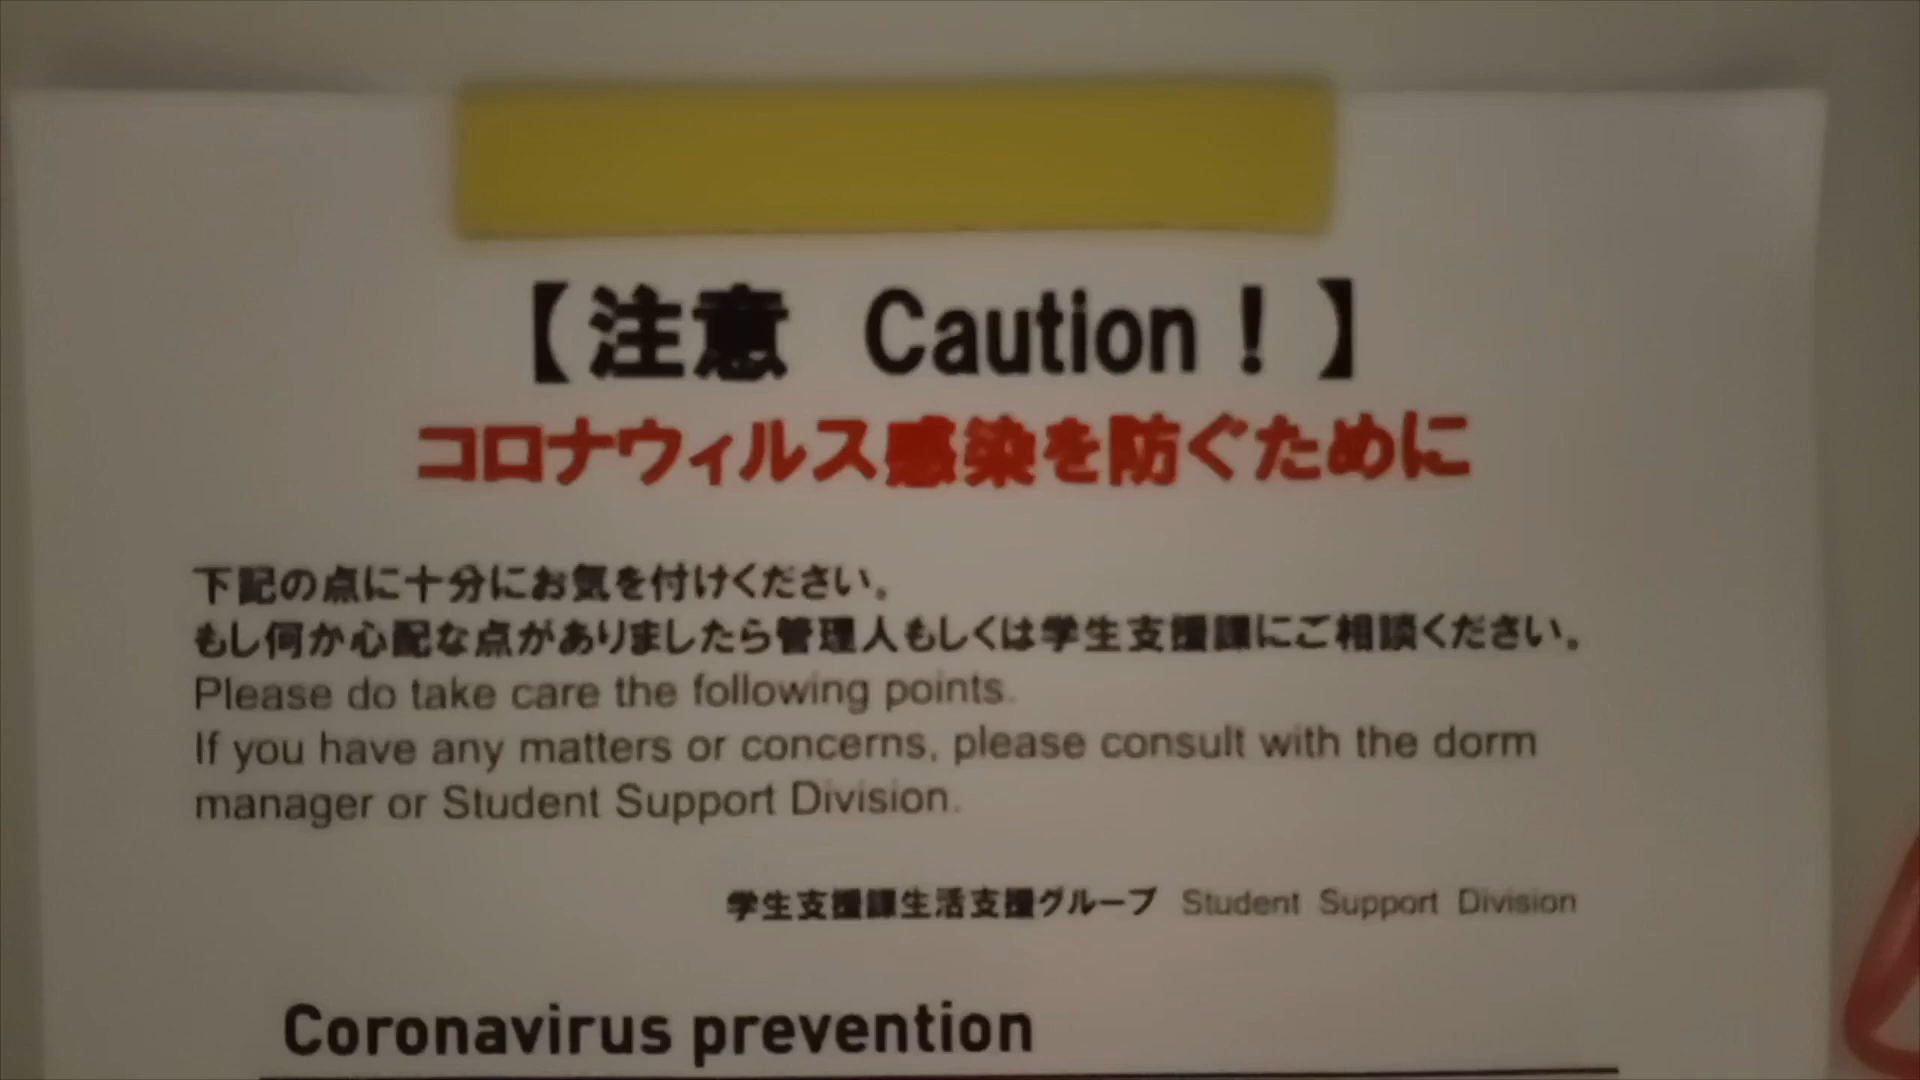 【注意　Caution！】
コロナウィルス感染を防ぐために
下記の点に十分にお気を付けください。
もし何か心配な点がありましたら管理人もしくは学生支援課にご相談ください。
Please do take care the following points.
If you have any matters or concerns, please consult with the dorm
manager or Student Support Division.
学生支援課生活支援グループ Student Support Division
Coronavirus prevention